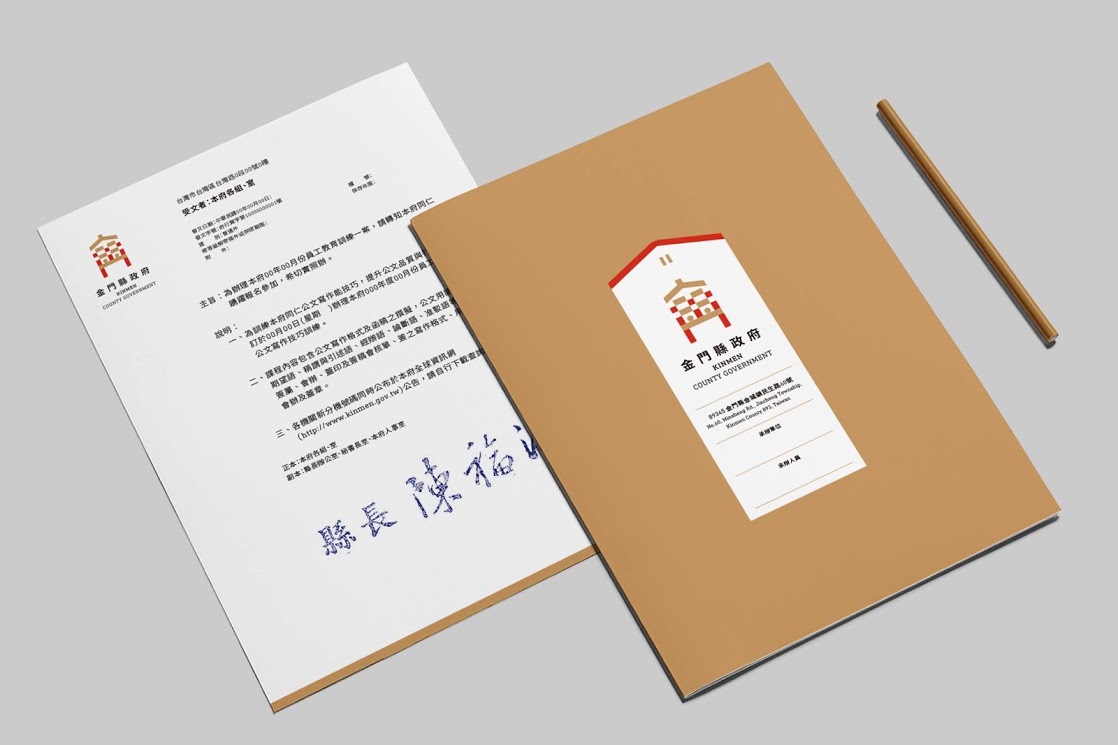 台灣市台灣區台灣路0段00號0樓
受文者：本府各組、室
檔　號：
保存年限：
發文日期：中華民國00年00月00日
發文字號：府行資字第1000000001號
速　別：普通件
密等及解密條件或保密期限：
附　件：
金門縣政府
KINMEN
COUNTY GOVERNMENT
主旨：為辦理本府00年00月份員工教育訓練一案，請轉知本府同仁
踴躍報名參加，希切實照辦。
說明：
一、為訓練本府同仁公文寫作能技巧，提升公文品質與
訂於00月00日(星期　)辦理本府000年度00月份員工
公文寫作技巧訓練。
二、課程內容包含公文寫作格式及函稿之撰擬，公文用
期望語、稱謂與引述語、經辦語、論斷語、准駁語
簽屬、會辦、蓋印及簽稿會核單、簽之寫作格式、
會辦及蓋章。
三、各機關新分機號碼同時公布於本府全球資訊網
(http://www.kinmen.gov.tw)公告，請自行下載查
正本：本府各組、室
副本：縣長辦公室、秘書長室、本府人事室
縣長 陳福
金門縣政府
KINMEN
COUNTY GOVERNMENT
89345 金門縣金城鎮民生路60號
No.60, Minsheng Rd., Jincheng Township,
Kinmen County 893, Taiwan
承辦單位
承辦人員